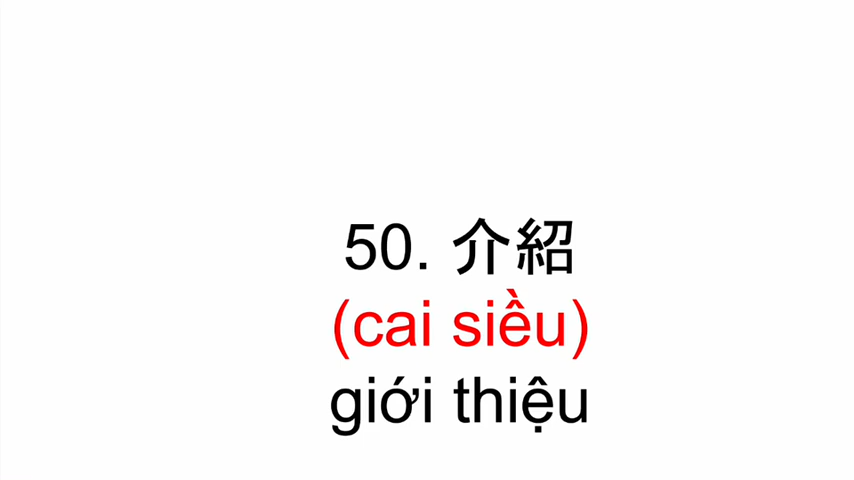 50. 介紹
(cai siều)
giới thiệu